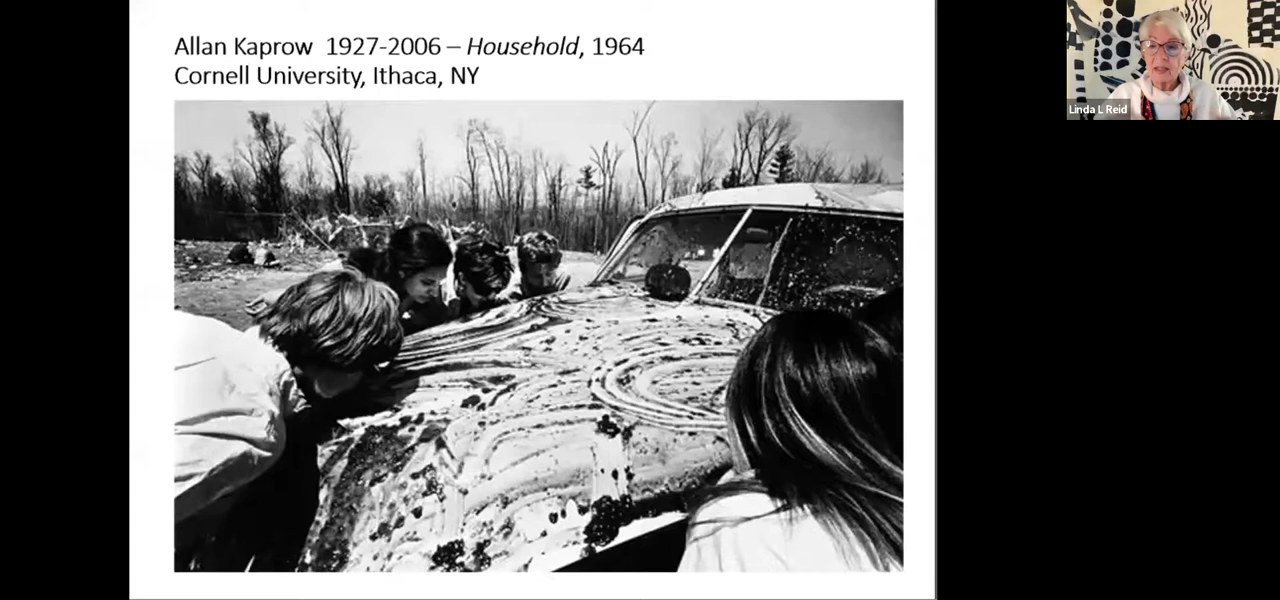 Allan Kaprow 1927-2006 – Household, 1964
Cornell University, Ithaca, NY
Linda L Reid